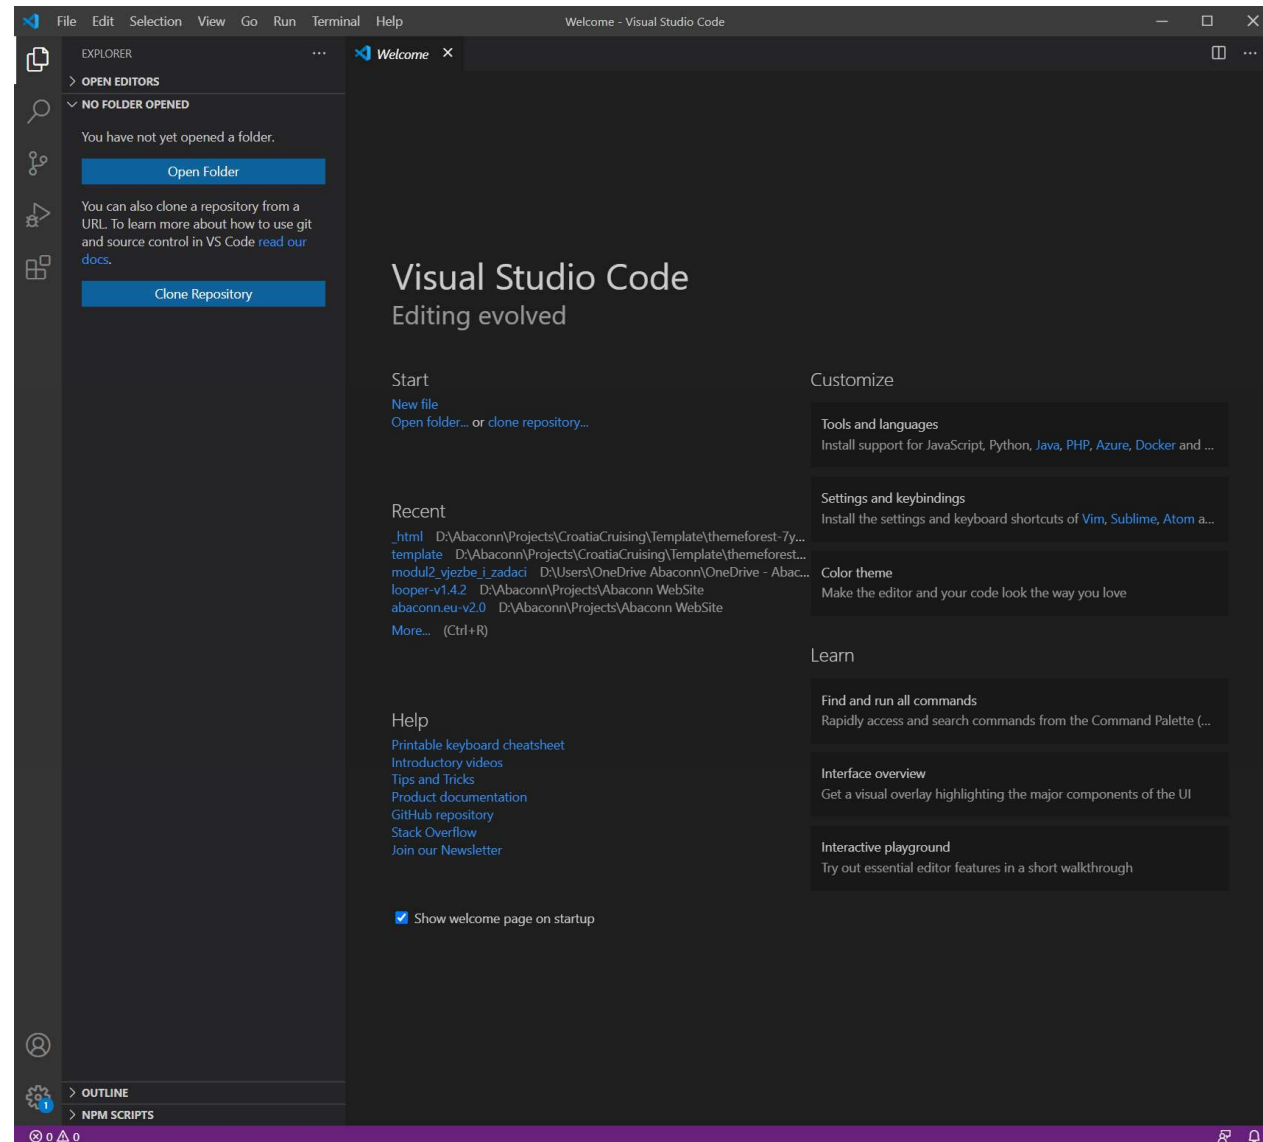 File Edit Selection View Go Run Terminal Help Welcome - Visual Studio Code
EXPLORER
Welcome
OPEN EDITORS
NO FOLDER OPENED
You have not yet opened a folder.
Open Folder
You can also clone a repository from a
URL. To learn more about how to use git
and source control in VS Code read our
docs.
Clone Repository
Visual Studio Code
Editing evolved
Start
New file
Open folder... or clone repository...
Recent
_html D:\Abaconn\Projects\CroatiaCruising\Template\themeforest-7y...
template D:\Abaconn\Projects\CroatiaCruising\Template\themeforest...
modul2_vjezbe_i_zadaci D:\Users\OneDrive Abaconn\OneDrive - Abac...
looper-v1.4.2 D:\Abaconn\Projects\Abaconn WebSite
abaconn.eu-v2.0 D:\Abaconn\Projects\Abaconn WebSite
More... (Ctrl+R)
Help
Printable keyboard cheatsheet
Introductory videos
Tips and Tricks
Product documentation
GitHub repository
Stack Overflow
Join our Newsletter
Show welcome page on startup
Customize
Tools and languages
Install support for JavaScript, Python, Java, PHP, Azure, Docker and ...
Settings and keybindings
Install the settings and keyboard shortcuts of Vim, Sublime, Atom a...
Color theme
Make the editor and your code look the way you love
Learn
Find and run all commands
Rapidly access and search commands from the Command Palette (...
Interface overview
Get a visual overlay highlighting the major components of the UI
Interactive playground
Try out essential editor features in a short walkthrough
1
OUTLINE
NPM SCRIPTS
0 0